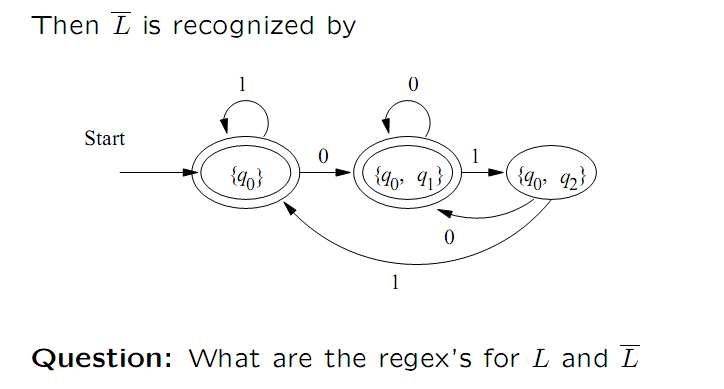 Then L̅ is recognized by
1 0
Start
0 1
{q₀} {q₀, q₁} {q₀, q₂}
0
1
Question: What are the regex's for L and L̅